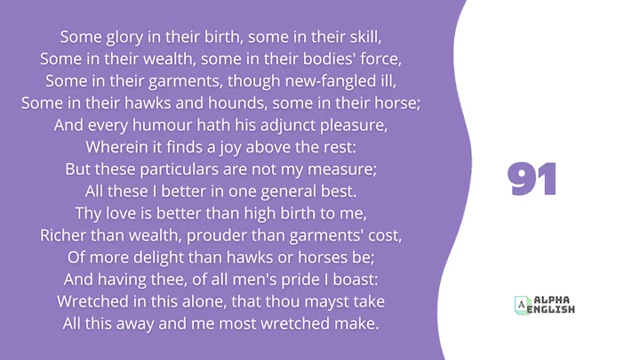 Some glory in their birth, some in their skill,
Some in their wealth, some in their bodies' force,
Some in their garments, though new-fangled ill,
Some in their hawks and hounds, some in their horse;
And every humour hath his adjunct pleasure,
Wherein it finds a joy above the rest:
But these particulars are not my measure;
All these I better in one general best.
Thy love is better than high birth to me,
Richer than wealth, prouder than garments' cost,
Of more delight than hawks or horses be;
And having thee, of all men's pride I boast:
Wretched in this alone, that thou mayst take
All this away and me most wretched make.
91
A
ALPHA
ENGLISH